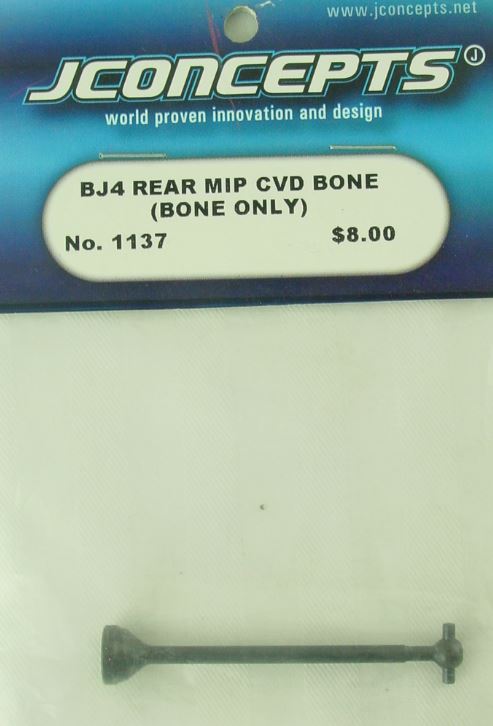 www.jconcepts.net
JCONCEPTS J
world proven innovation and design
BJ4 REAR MIP CVD BONE
(BONE ONLY)
No. 1137 $8.00